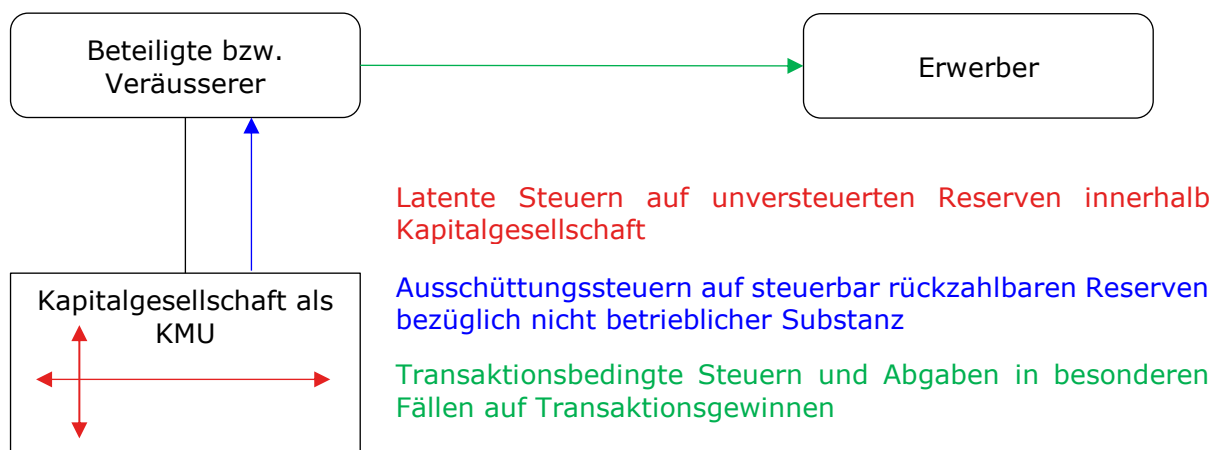 Beteiligte bzw.
Veräusserer
Erwerber
Latente Steuern auf unversteuerten Reserven innerhalb
Kapitalgesellschaft
Kapitalgesellschaft als
KMU
Ausschüttungssteuern auf steuerbar rückzahlbaren Reserven
bezüglich nicht betrieblicher Substanz
Transaktionsbedingte Steuern und Abgaben in besonderen
Fällen auf Transaktionsgewinnen